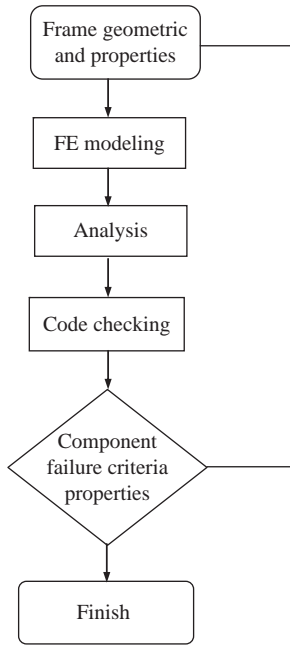 Frame geometric
and properties
FE modeling
Analysis
Code checking
Component
failure criteria
properties
Finish